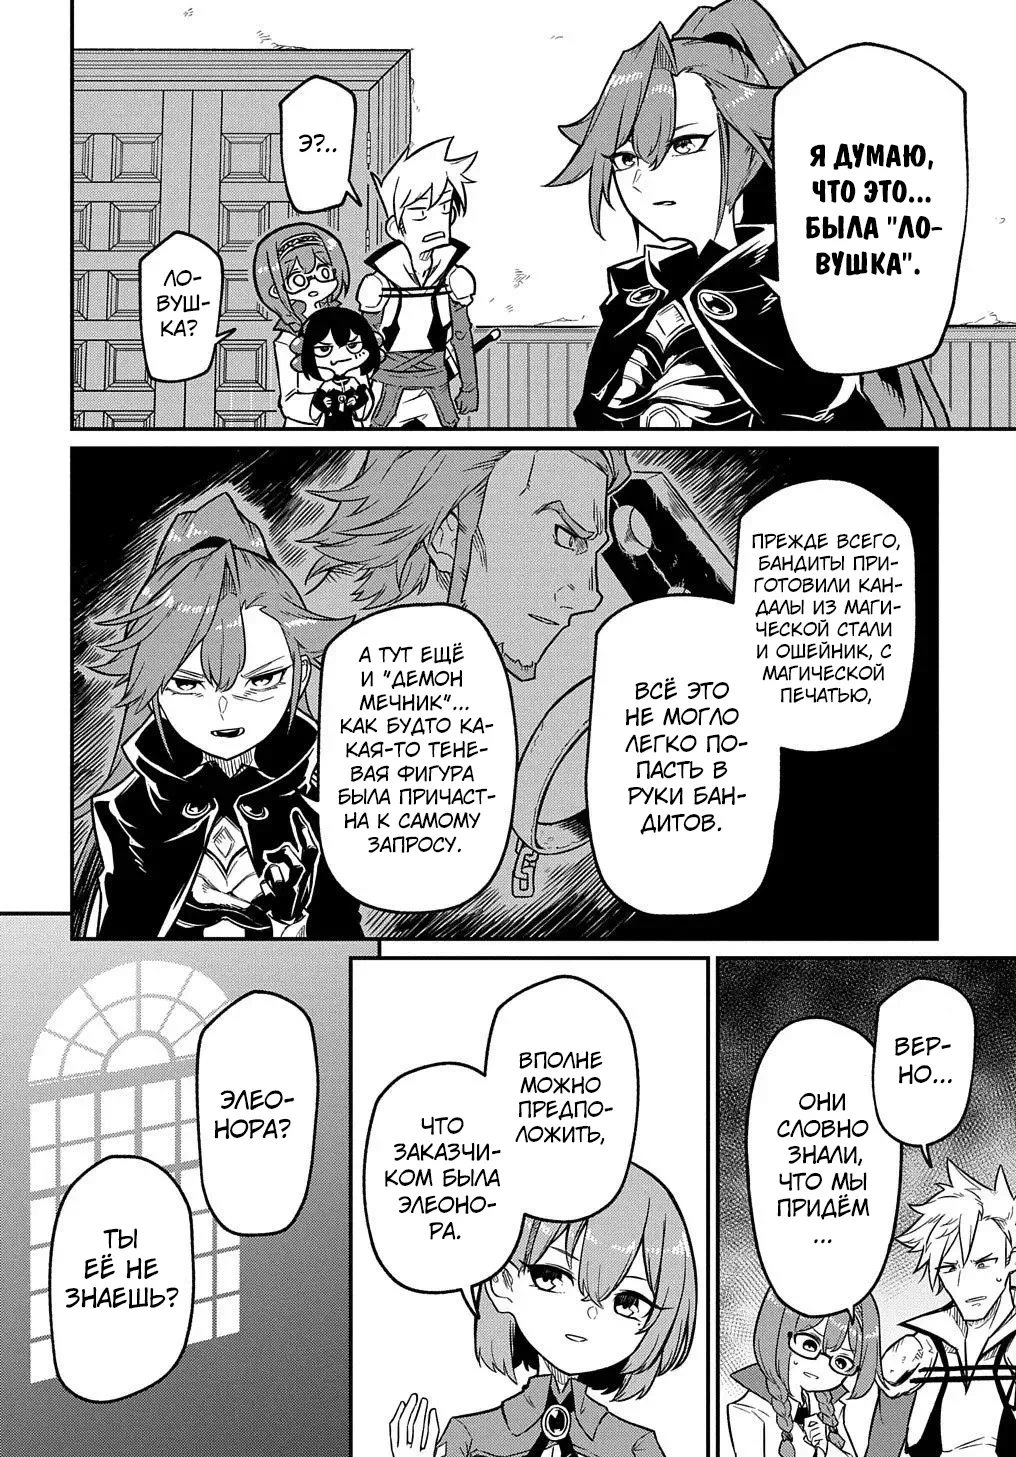 Я ДУМАЮ,
ЧТО ЭТО...
БЫЛА "ЛО-
ВУШКА".
Э?..
ЛО-
ВУШ-
КА?
ПРЕЖДЕ ВСЕГО,
БАНДИТЫ ПРИ-
ГОТОВИЛИ КАН-
ДАЛЫ ИЗ МАГИ-
ЧЕСКОЙ СТАЛИ
И ОШЕЙНИК, С
МАГИЧЕСКОЙ
ПЕЧАТЬЮ,
ВСЁ ЭТО
НЕ МОГЛО
ЛЕГКО ПО-
ПАСТЬ В
РУКИ БАН-
ДИТОВ.
А ТУТ ЕЩЁ
И "ДЕМОН
МЕЧНИК"...
КАК БУДТО КА-
КАЯ-ТО ТЕНЕ-
ВАЯ ФИГУРА
БЫЛА ПРИЧАСТ-
НА К САМОМУ
ЗАПРОСУ.
ВЕР-
НО...
ОНИ
СЛОВНО
ЗНАЛИ,
ЧТО МЫ
ПРИДЁМ
...
ВПОЛНЕ
МОЖНО
ПРЕДПО-
ЛОЖИТЬ,
ЧТО
ЗАКАЗЧИ-
КОМ БЫЛА
ЭЛЕОНО-
РА.
ЭЛЕО-
НОРА?
ТЫ
ЕЁ НЕ
ЗНАЕШЬ?